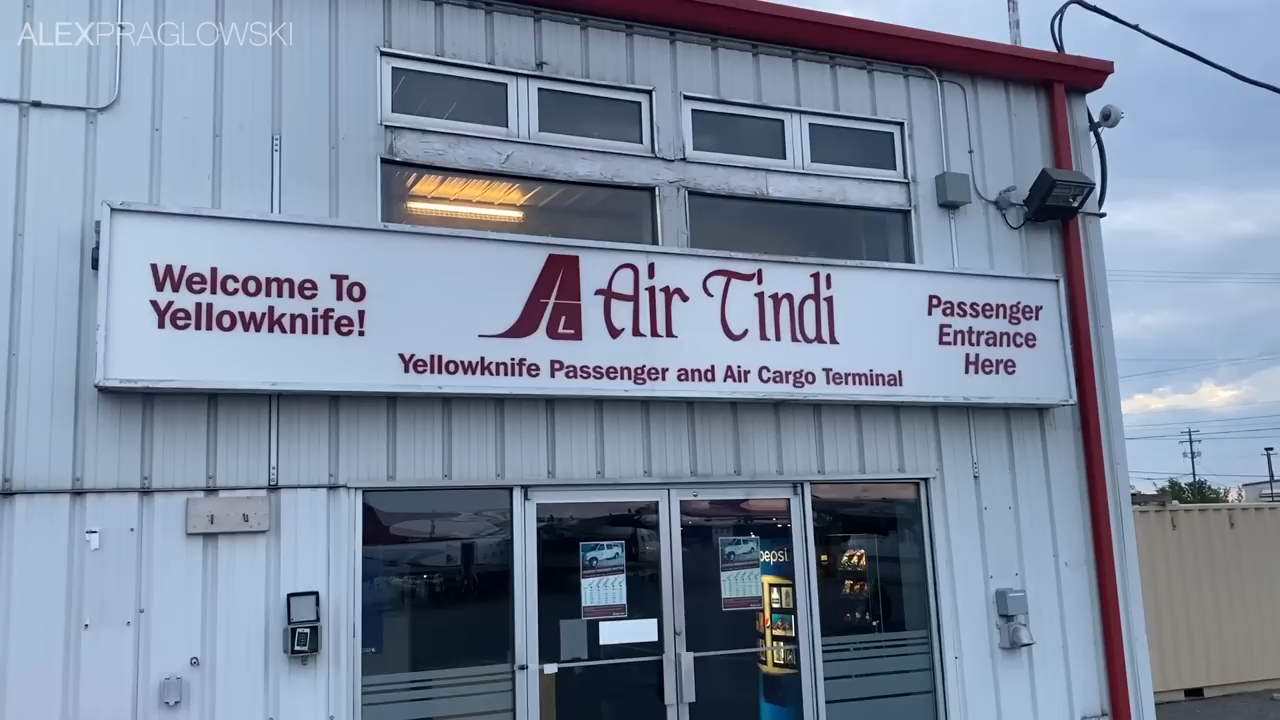 ALEXPRAGLOWSKI
Welcome To
Yellowknife!
Air Tindi
Yellowknife Passenger and Air Cargo Terminal
Passenger
Entrance
Here
pepsi